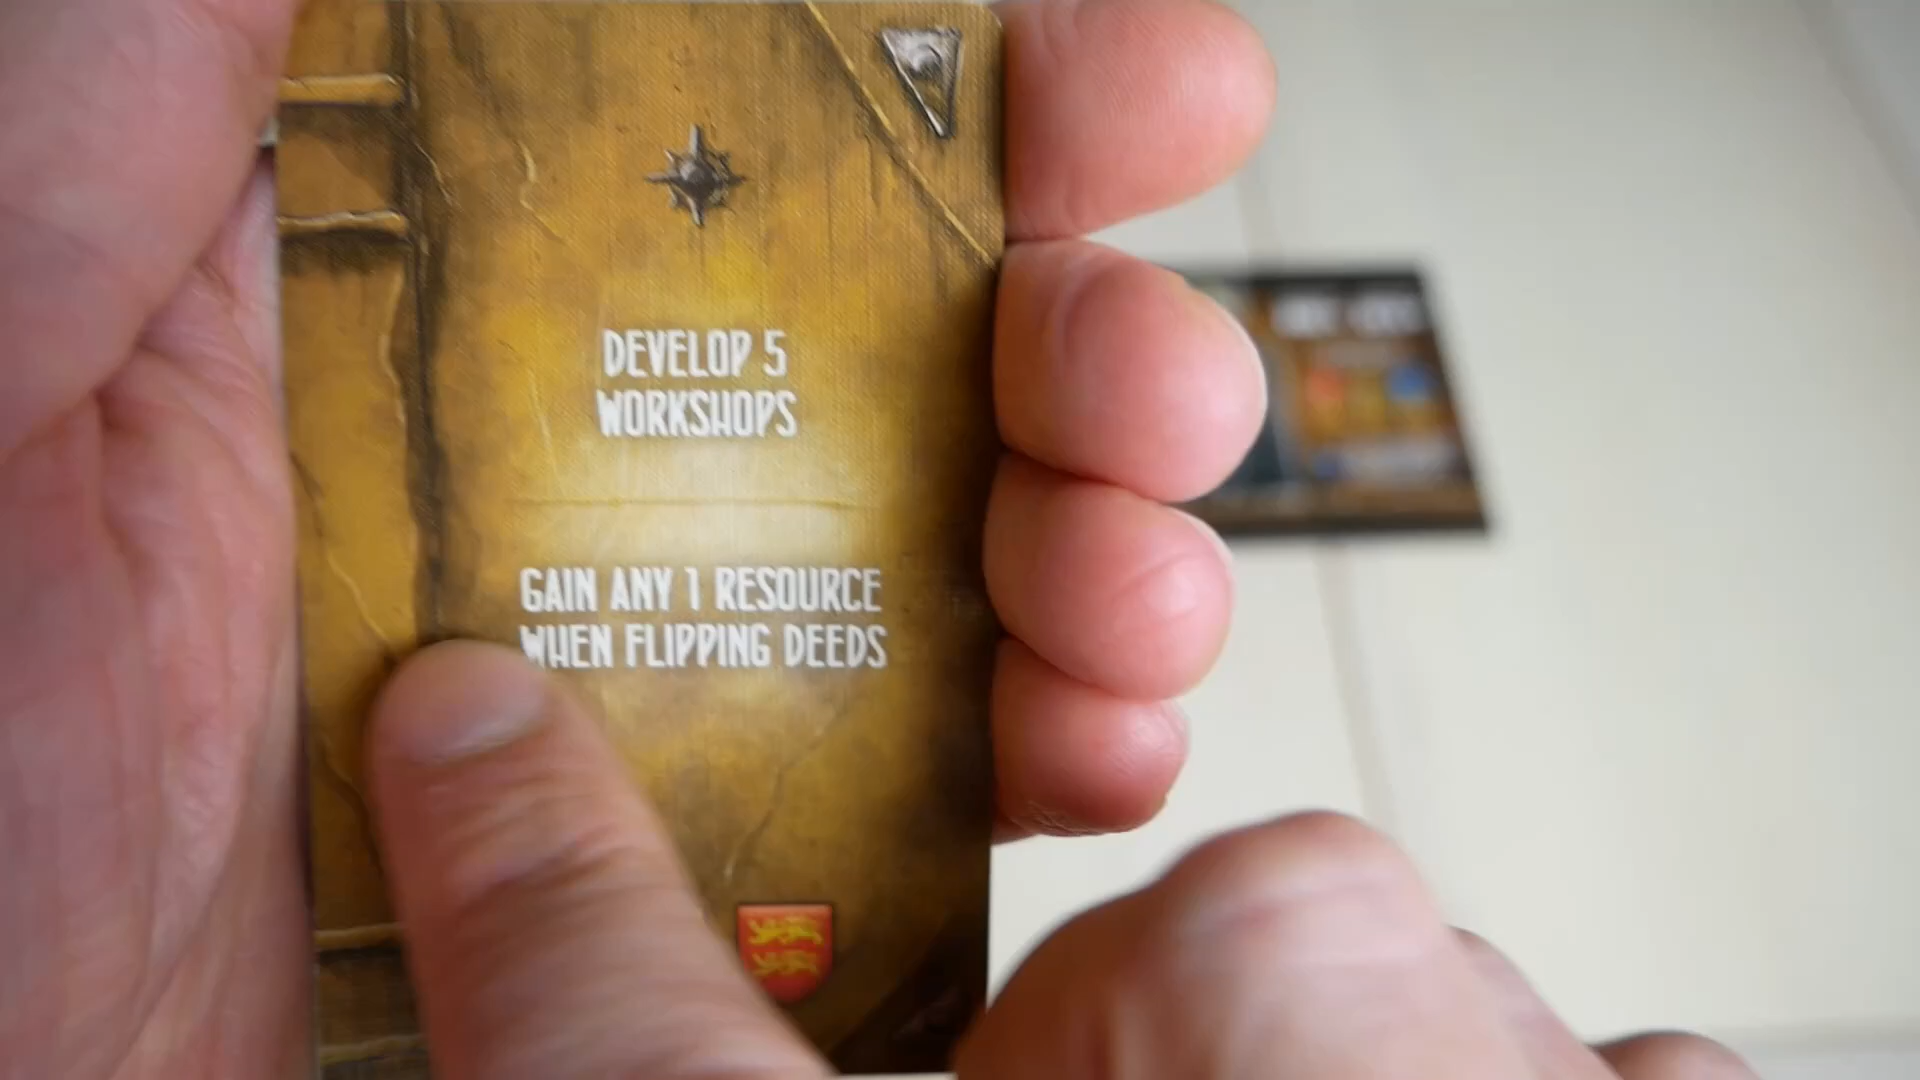 DEVELOP 5
WORKSHOPS
GAIN ANY 1 RESOURCE
WHEN FLIPPING DEEDS